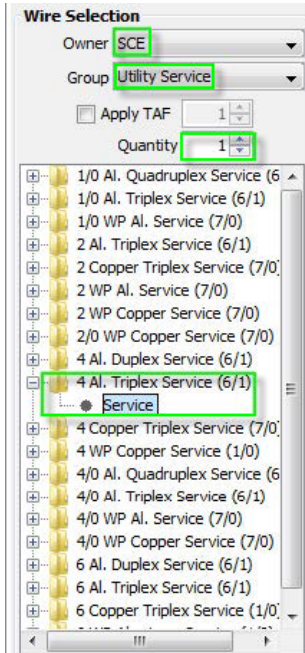 Wire Selection
Owner SCE
Group Utility Service
Apply TAF 1
Quantity 1
1/0 Al. Quadruplex Service (6
1/0 Al. Triplex Service (6/1)
1/0 WP Al. Service (7/0)
2 Al. Triplex Service (6/1)
2 Copper Triplex Service (7/0)
2 WP Al. Service (7/0)
2 WP Copper Service (7/0)
2/0 WP Copper Service (7/0)
4 Al. Duplex Service (6/1)
4 Al. Triplex Service (6/1)
Service
4 Copper Triplex Service (7/0)
4 WP Copper Service (1/0)
4/0 Al. Quadruplex Service (6
4/0 Al. Triplex Service (6/1)
4/0 WP Al. Service (7/0)
4/0 WP Copper Service (7/0)
6 Al. Duplex Service (6/1)
6 Al. Triplex Service (6/1)
6 Copper Triplex Service (1/0)